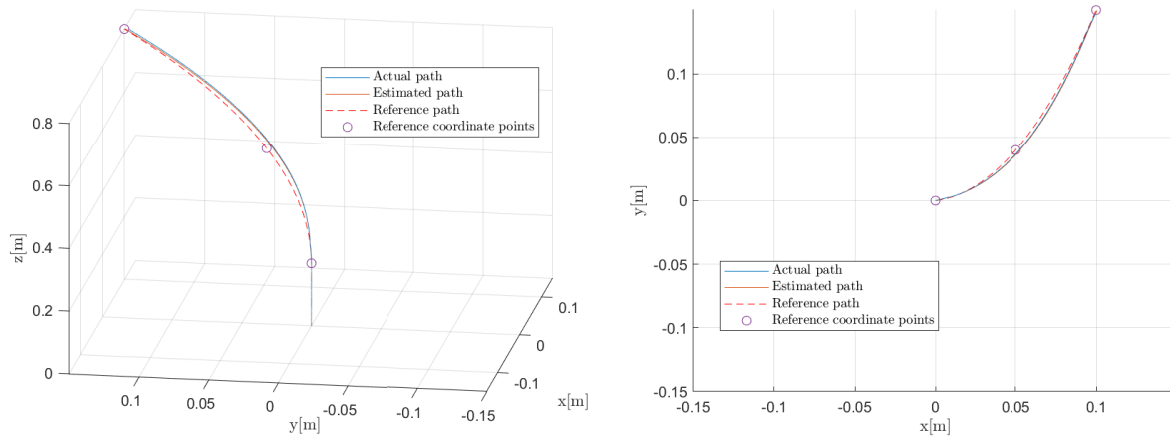 Actual path
Estimated path
Reference path
Reference coordinate points
0.8
0.6
0.4
0.2
0
z[m]
0.1
0.05
0
-0.05
-0.1
-0.15
y[m]
0.1
0
-0.1
x[m]
0.1
0.05
0
-0.05
-0.1
-0.15
y[m]
Actual path
Estimated path
Reference path
Reference coordinate points
-0.15
-0.1
-0.05
0
0.05
0.1
x[m]